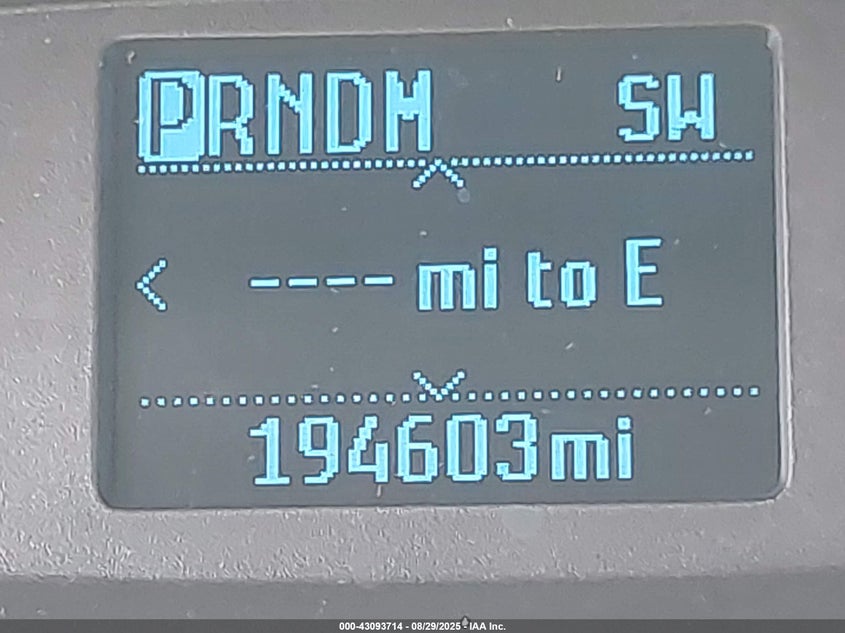 PRNDM SW
< ---- mi to E
194603mi
000-43093714 - 08/29/2025 - IAA Inc.